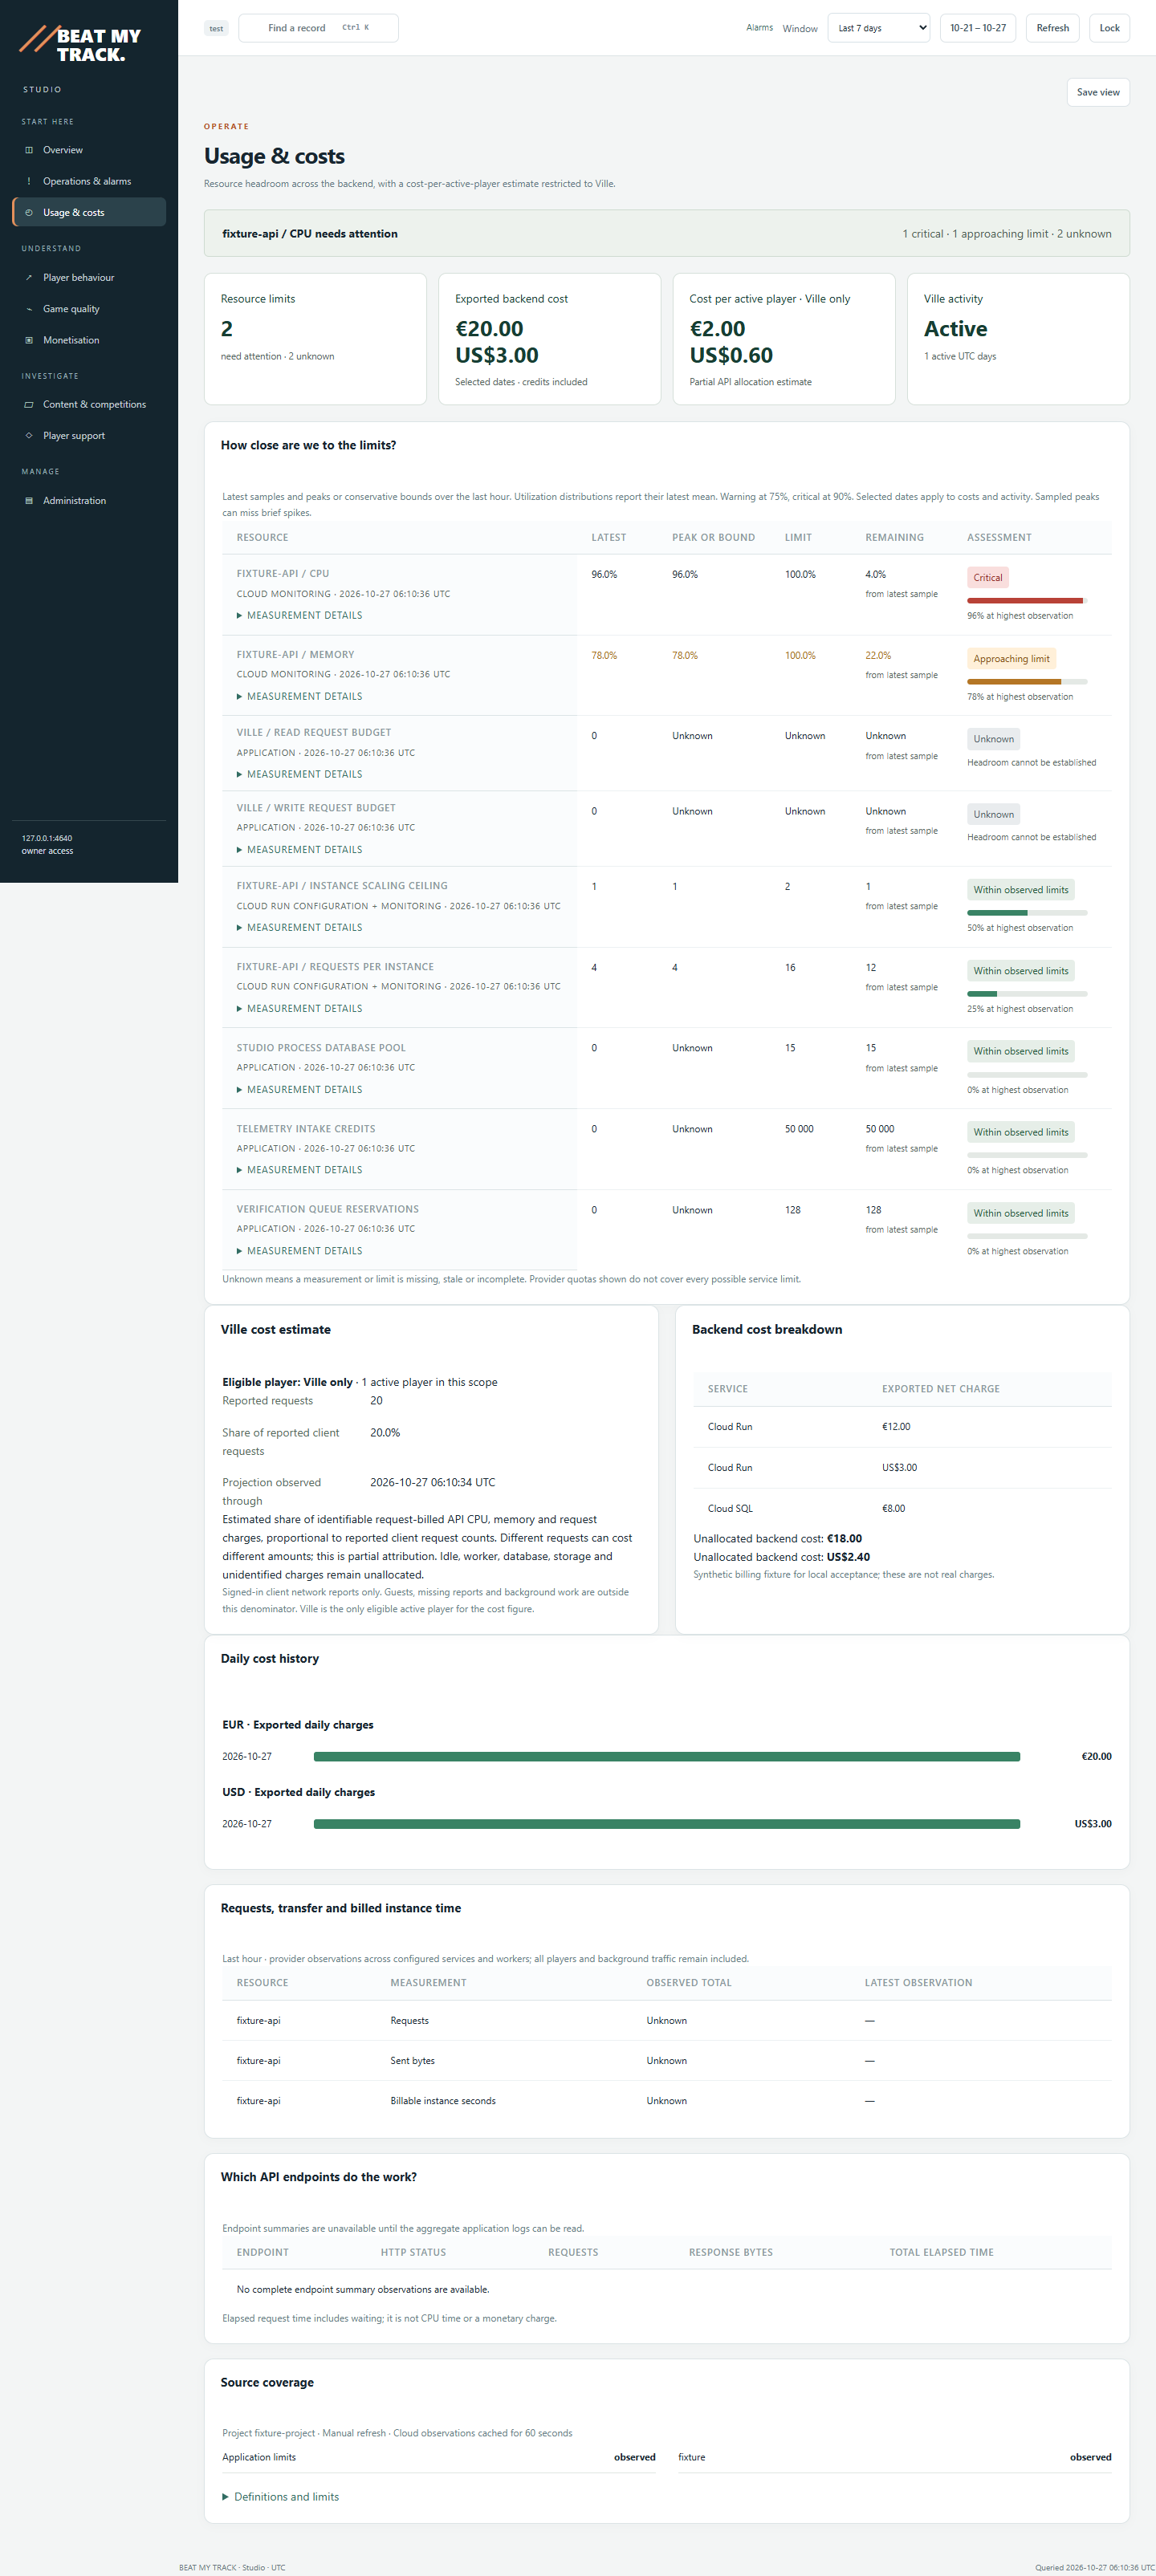 BEAT MY
TRACK.
STUDIO
START HERE
Overview
Operations & alarms
Usage & costs
UNDERSTAND
Player behaviour
Game quality
Monetisation
INVESTIGATE
Content & competitions
Player support
MANAGE
Administration
127.0.0.1:4640
owner access
test
Find a record Ctrl K
Alarms Window Last 7 days 10-21 – 10-27 Refresh Lock
Save view
OPERATE
Usage & costs
Resource headroom across the backend, with a cost-per-active-player estimate restricted to Ville.
fixture-api / CPU needs attention 1 critical · 1 approaching limit · 2 unknown
Resource limits
2
need attention · 2 unknown
Exported backend cost
€20.00
US$3.00
Selected dates · credits included
Cost per active player · Ville only
€2.00
US$0.60
Partial API allocation estimate
Ville activity
Active
1 active UTC days
How close are we to the limits?
Latest samples and peaks or conservative bounds over the last hour. Utilization distributions report their latest mean. Warning at 75%, critical at 90%. Selected dates apply to costs and activity. Sampled peaks
can miss brief spikes.
RESOURCE LATEST PEAK OR BOUND LIMIT REMAINING ASSESSMENT
FIXTURE-API / CPU 96.0% 96.0% 100.0% 4.0% Critical
CLOUD MONITORING · 2026-10-27 06:10:36 UTC from latest sample
MEASUREMENT DETAILS 96% at highest observation
FIXTURE-API / MEMORY 78.0% 78.0% 100.0% 22.0% Approaching limit
CLOUD MONITORING · 2026-10-27 06:10:36 UTC from latest sample
MEASUREMENT DETAILS 78% at highest observation
VILLE / READ REQUEST BUDGET 0 Unknown Unknown Unknown Unknown
APPLICATION · 2026-10-27 06:10:36 UTC from latest sample Headroom cannot be established
MEASUREMENT DETAILS
VILLE / WRITE REQUEST BUDGET 0 Unknown Unknown Unknown Unknown
APPLICATION · 2026-10-27 06:10:36 UTC from latest sample Headroom cannot be established
MEASUREMENT DETAILS
FIXTURE-API / INSTANCE SCALING CEILING 1 1 2 1 Within observed limits
CLOUD RUN CONFIGURATION + MONITORING · 2026-10-27 06:10:36 UTC from latest sample
MEASUREMENT DETAILS 50% at highest observation
FIXTURE-API / REQUESTS PER INSTANCE 4 4 16 12 Within observed limits
CLOUD RUN CONFIGURATION + MONITORING · 2026-10-27 06:10:36 UTC from latest sample
MEASUREMENT DETAILS 25% at highest observation
STUDIO PROCESS DATABASE POOL 0 Unknown 15 15 Within observed limits
APPLICATION · 2026-10-27 06:10:36 UTC from latest sample
MEASUREMENT DETAILS 0% at highest observation
TELEMETRY INTAKE CREDITS 0 Unknown 50 000 50 000 Within observed limits
APPLICATION · 2026-10-27 06:10:36 UTC from latest sample
MEASUREMENT DETAILS 0% at highest observation
VERIFICATION QUEUE RESERVATIONS 0 Unknown 128 128 Within observed limits
APPLICATION · 2026-10-27 06:10:36 UTC from latest sample
MEASUREMENT DETAILS 0% at highest observation
Unknown means a measurement or limit is missing, stale or incomplete. Provider quotas shown do not cover every possible service limit.
Ville cost estimate
Eligible player: Ville only · 1 active player in this scope
Reported requests 20
Share of reported client 20.0%
requests
Projection observed 2026-10-27 06:10:34 UTC
through
Estimated share of identifiable request-billed API CPU, memory and request
charges, proportional to reported client request counts. Different requests can cost
different amounts; this is partial attribution. Idle, worker, database, storage and
unidentified charges remain unallocated.
Signed-in client network reports only. Guests, missing reports and background work are outside
this denominator. Ville is the only eligible active player for the cost figure.
Backend cost breakdown
SERVICE EXPORTED NET CHARGE
Cloud Run €12.00
Cloud Run US$3.00
Cloud SQL €8.00
Unallocated backend cost: €18.00
Unallocated backend cost: US$2.40
Synthetic billing fixture for local acceptance; these are not real charges.
Daily cost history
EUR · Exported daily charges
2026-10-27 €20.00
USD · Exported daily charges
2026-10-27 US$3.00
Requests, transfer and billed instance time
Last hour · provider observations across configured services and workers; all players and background traffic remain included.
RESOURCE MEASUREMENT OBSERVED TOTAL LATEST OBSERVATION
fixture-api Requests Unknown —
fixture-api Sent bytes Unknown —
fixture-api Billable instance seconds Unknown —
Which API endpoints do the work?
Endpoint summaries are unavailable until the aggregate application logs can be read.
ENDPOINT HTTP STATUS REQUESTS RESPONSE BYTES TOTAL ELAPSED TIME
No complete endpoint summary observations are available.
Elapsed request time includes waiting; it is not CPU time or a monetary charge.
Source coverage
Project fixture-project · Manual refresh · Cloud observations cached for 60 seconds
Application limits observed fixture observed
Definitions and limits
BEAT MY TRACK · Studio · UTC Queried 2026-10-27 06:10:36 UTC